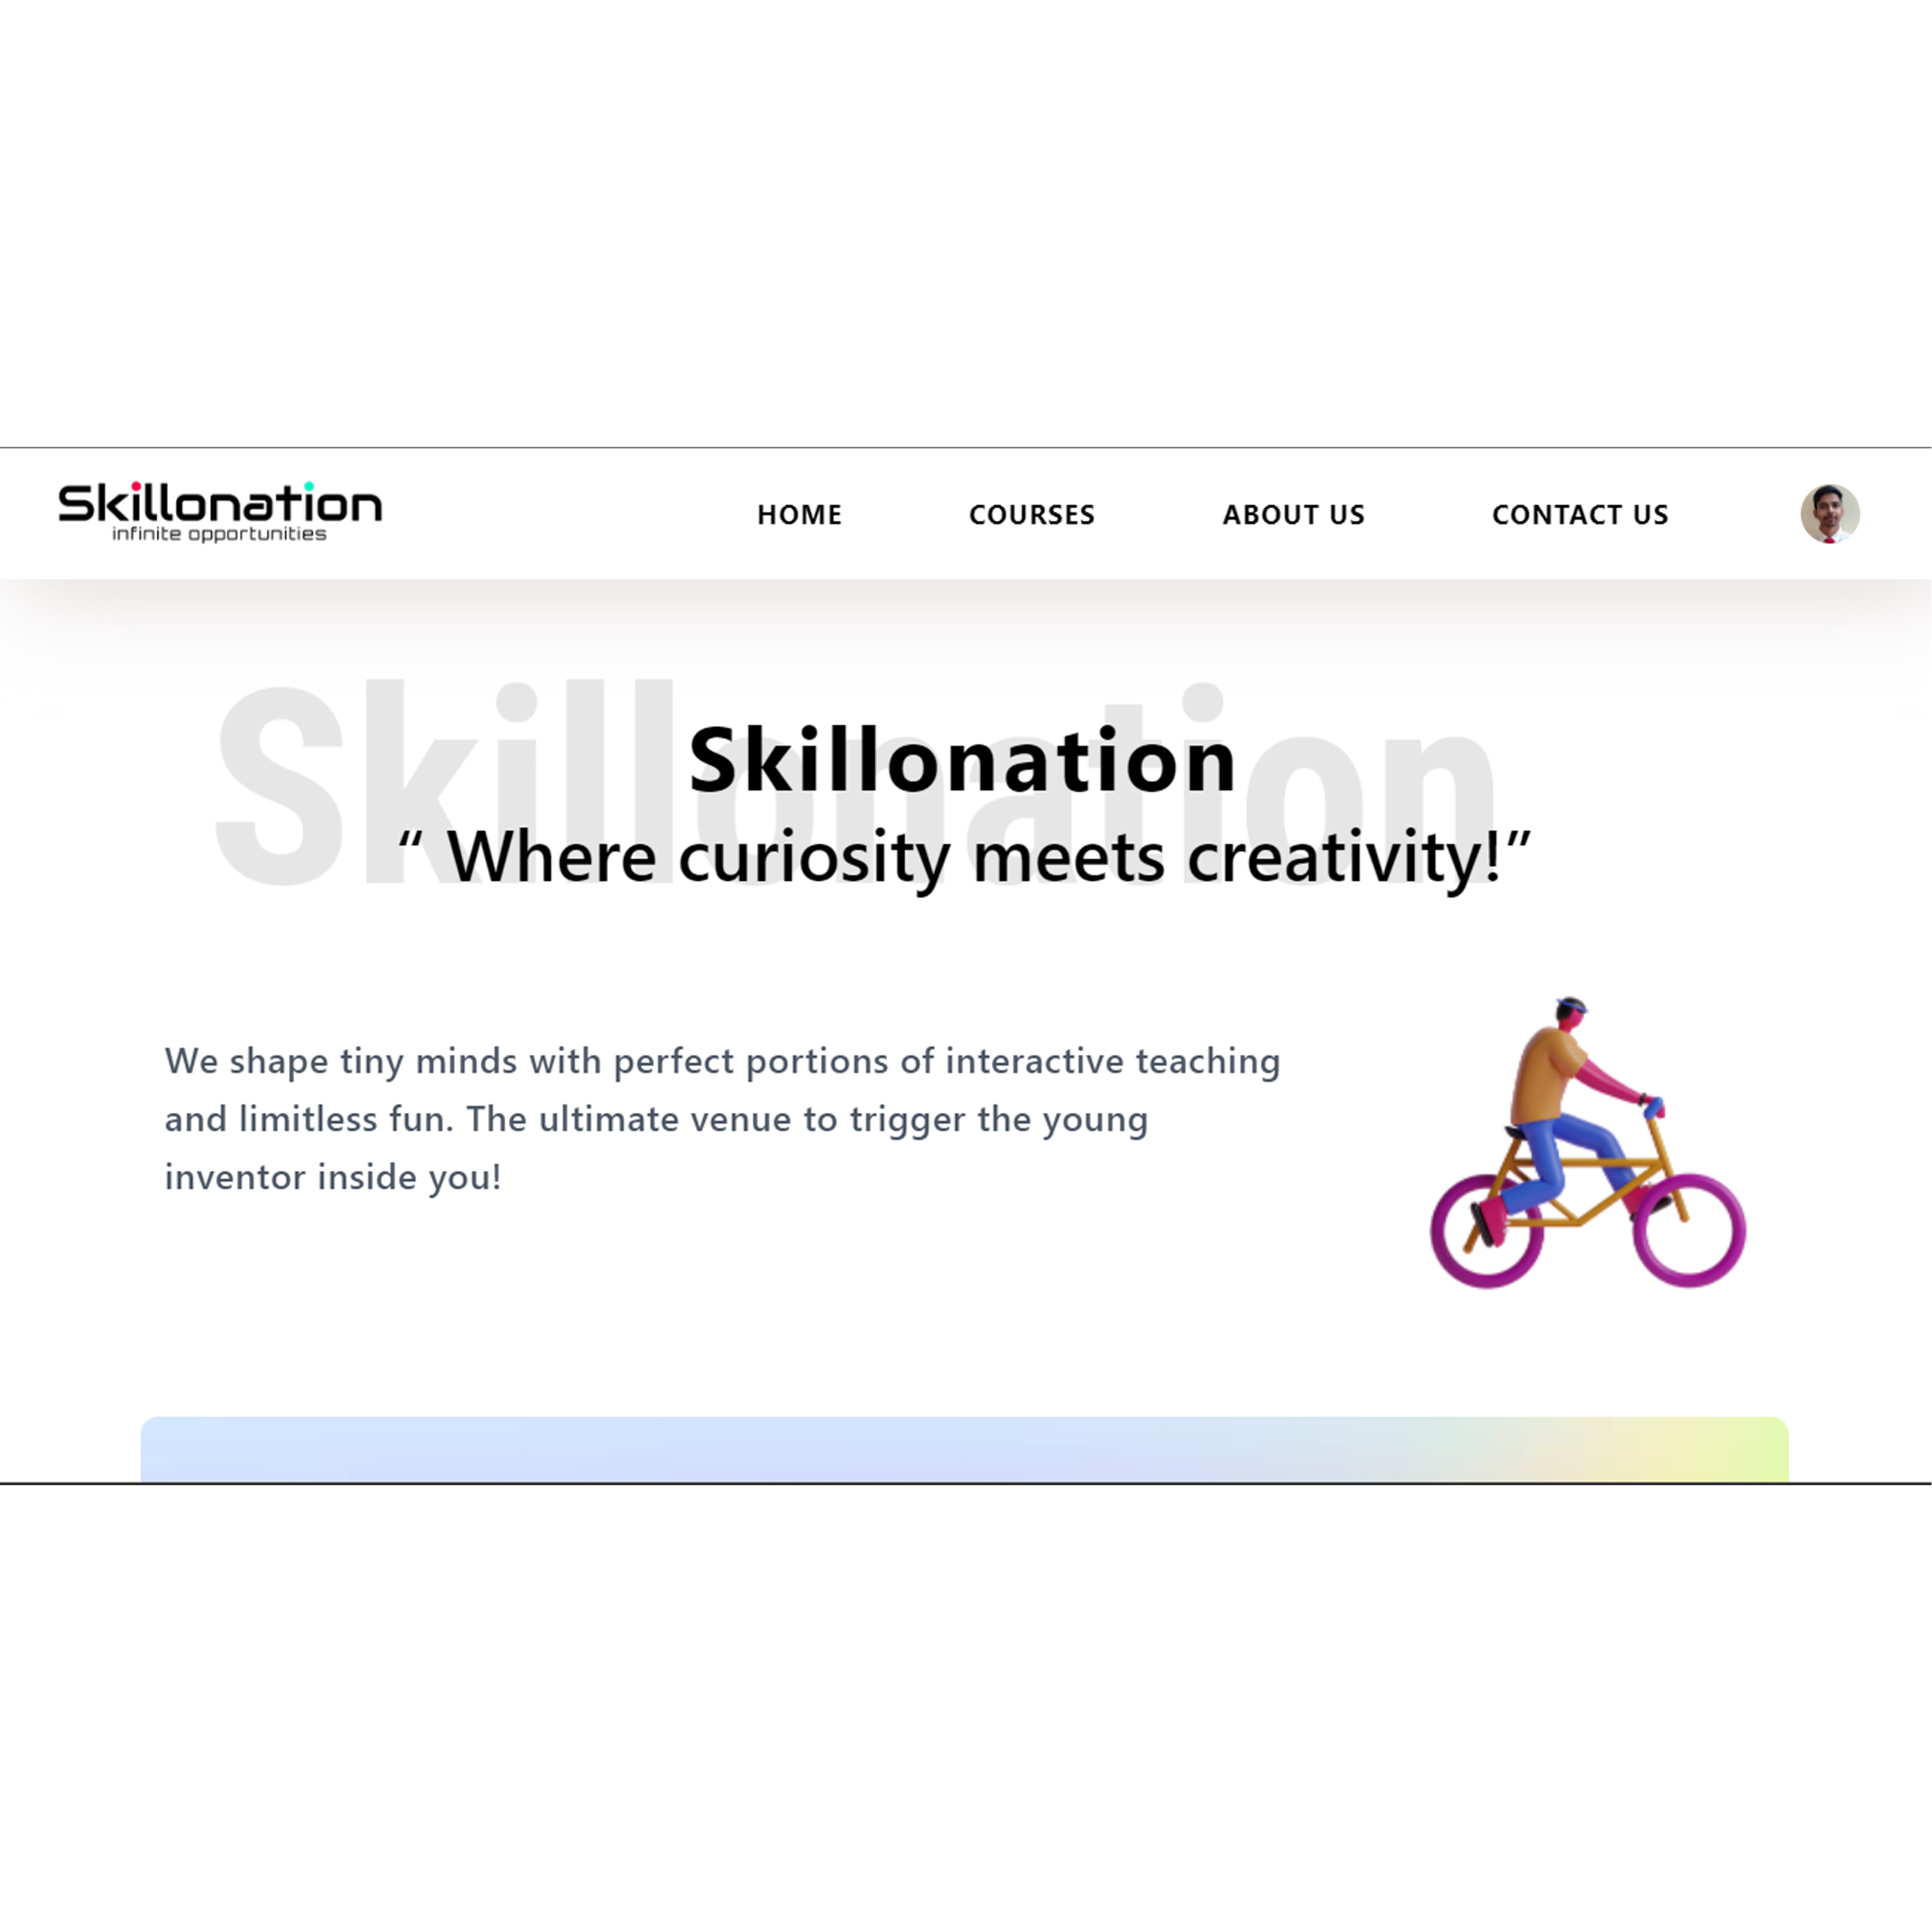 Skillonation
infinite opportunities
HOME COURSES ABOUT US CONTACT US
Skillonation
Skillonation
“ Where curiosity meets creativity!”
We shape tiny minds with perfect portions of interactive teaching
and limitless fun. The ultimate venue to trigger the young
inventor inside you!